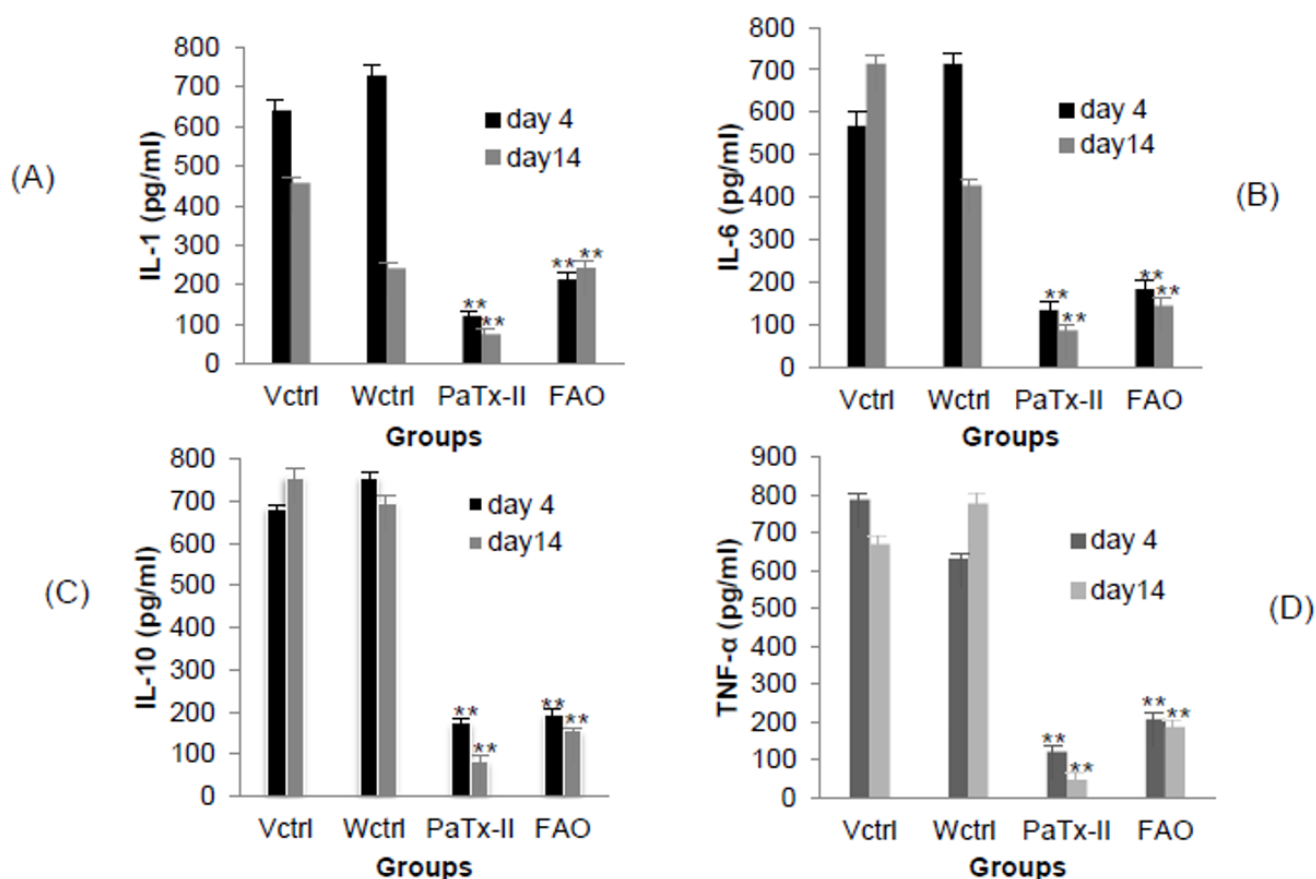 (A)
IL-1 (pg/ml)
800
700
600
500
400
300
200
100
0
day 4
day14
** **
** **
Vctrl Wctrl PaTx-II FAO
Groups
(B)
IL-6 (pg/ml)
800
700
600
500
400
300
200
100
0
day 4
day14
** **
** **
Vctrl Wctrl PaTx-II FAO
Groups
(C)
IL-10 (pg/ml)
800
700
600
500
400
300
200
100
0
day 4
day14
** **
** **
Vctrl Wctrl PaTx-II FAO
Groups
(D)
TNF-α (pg/ml)
900
800
700
600
500
400
300
200
100
0
day 4
day14
** **
** **
Vctrl Wctrl PaTx-II FAO
Groups